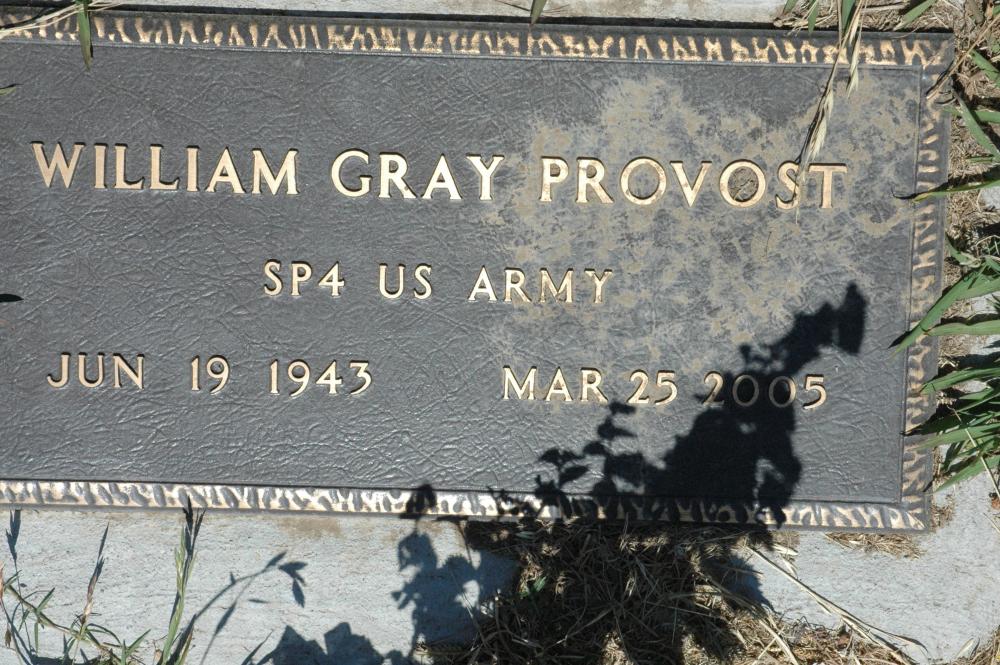 WILLIAM GRAY PROVOST
SP4 US ARMY
JUN 19 1943 MAR 25 2005